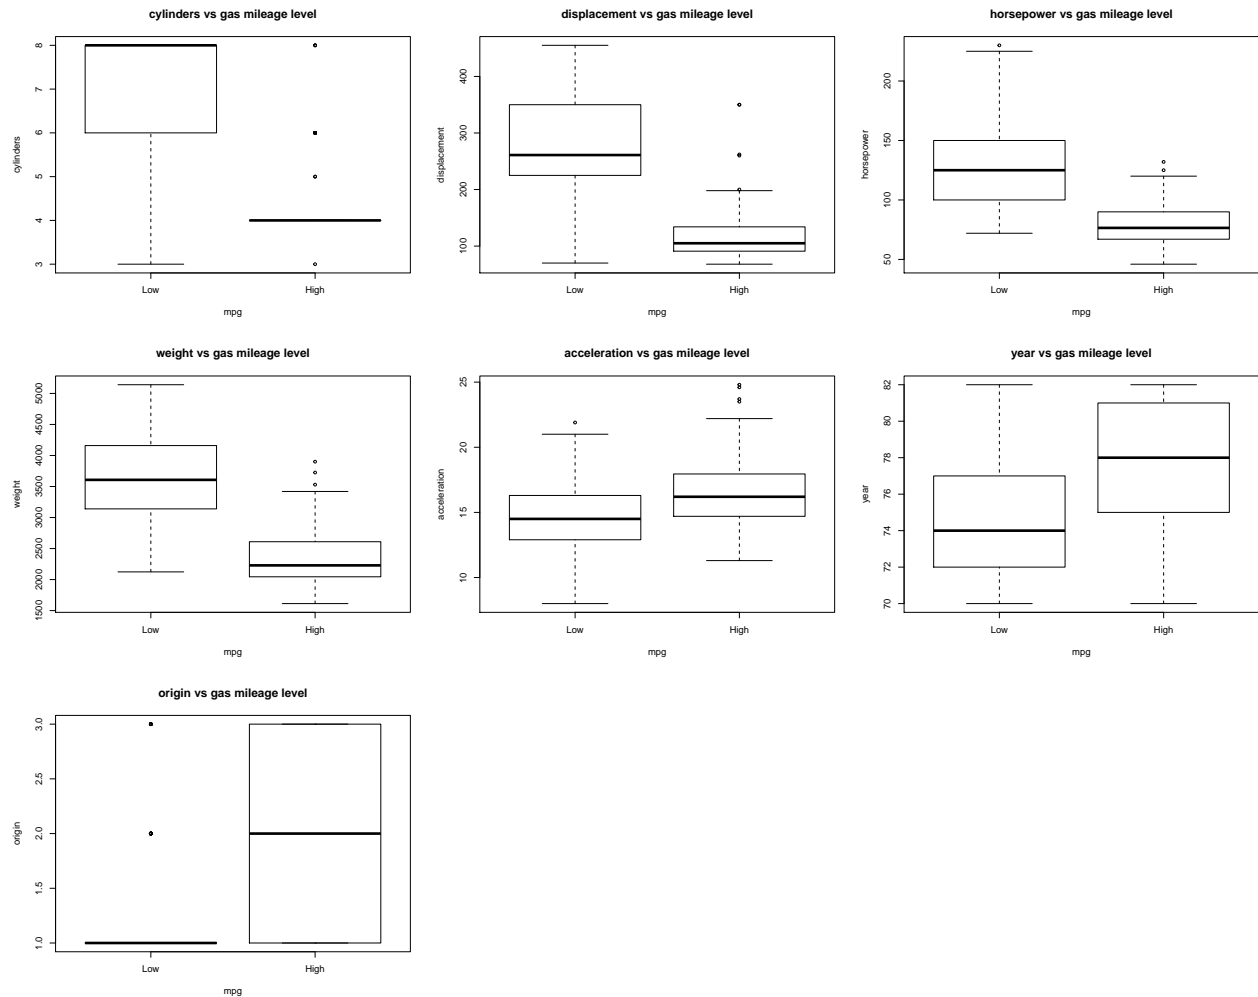 cylinders vs gas mileage level
cylinders
8
7
6
5
4
3
Low
High
mpg
displacement vs gas mileage level
displacement
400
300
200
100
Low
High
mpg
horsepower vs gas mileage level
horsepower
200
150
100
50
Low
High
mpg
weight vs gas mileage level
weight
5000
4500
4000
3500
3000
2500
2000
1500
Low
High
mpg
acceleration vs gas mileage level
acceleration
25
20
15
10
Low
High
mpg
year vs gas mileage level
year
82
80
78
76
74
72
70
Low
High
mpg
origin vs gas mileage level
origin
3.0
2.5
2.0
1.5
1.0
Low
High
mpg